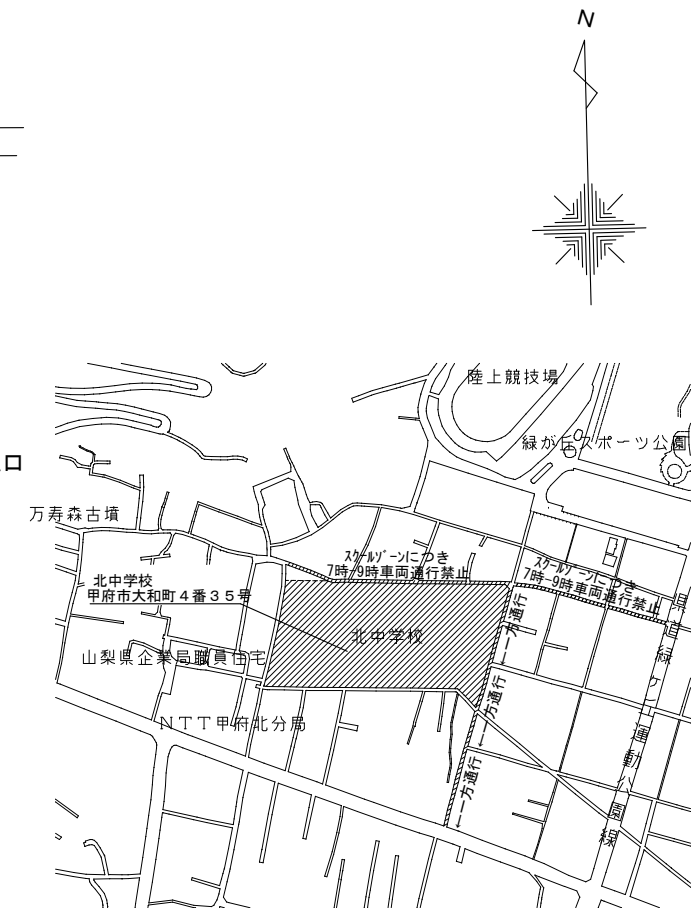 N
陸上競技場
緑が丘スポーツ公園
口
万寿森古墳
スクールゾーンにつき
7時-9時車両通行禁止
スクールゾーンにつき
7時-9時車両通行禁止
北中学校
甲府市大和町４番３５号
北中学校
山梨県企業局職員住宅
ＮＴＴ甲府北分局
←一方通行
←一方通行
←一方通行
県道緑ケ丘運動公園線